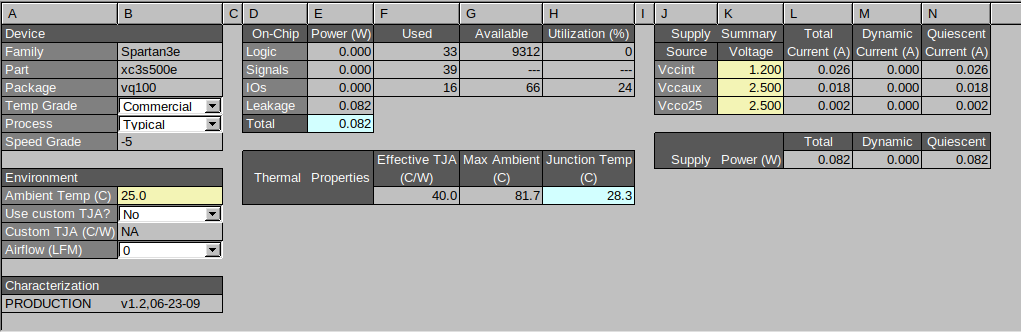 A B C D E F G H I J K L M N
Device On-Chip Power (W) Used Available Utilization (%) Supply Summary Total Dynamic Quiescent
Family Spartan3e Logic 0.000 33 9312 0 Source Voltage Current (A) Current (A) Current (A)
Part xc3s500e Signals 0.000 39 --- --- Vccint 1.200 0.026 0.000 0.026
Package vq100 IOs 0.000 16 66 24 Vccaux 2.500 0.018 0.000 0.018
Temp Grade Commercial Leakage 0.082 Vcco25 2.500 0.002 0.000 0.002
Process Typical Total 0.082
Speed Grade -5 Total Dynamic Quiescent
Effective TJA Max Ambient Junction Temp Supply Power (W) 0.082 0.000 0.082
Environment Thermal Properties (C/W) (C) (C)
Ambient Temp (C) 25.0 40.0 81.7 28.3
Use custom TJA? No
Custom TJA (C/W) NA
Airflow (LFM) 0
Characterization
PRODUCTION v1.2,06-23-09